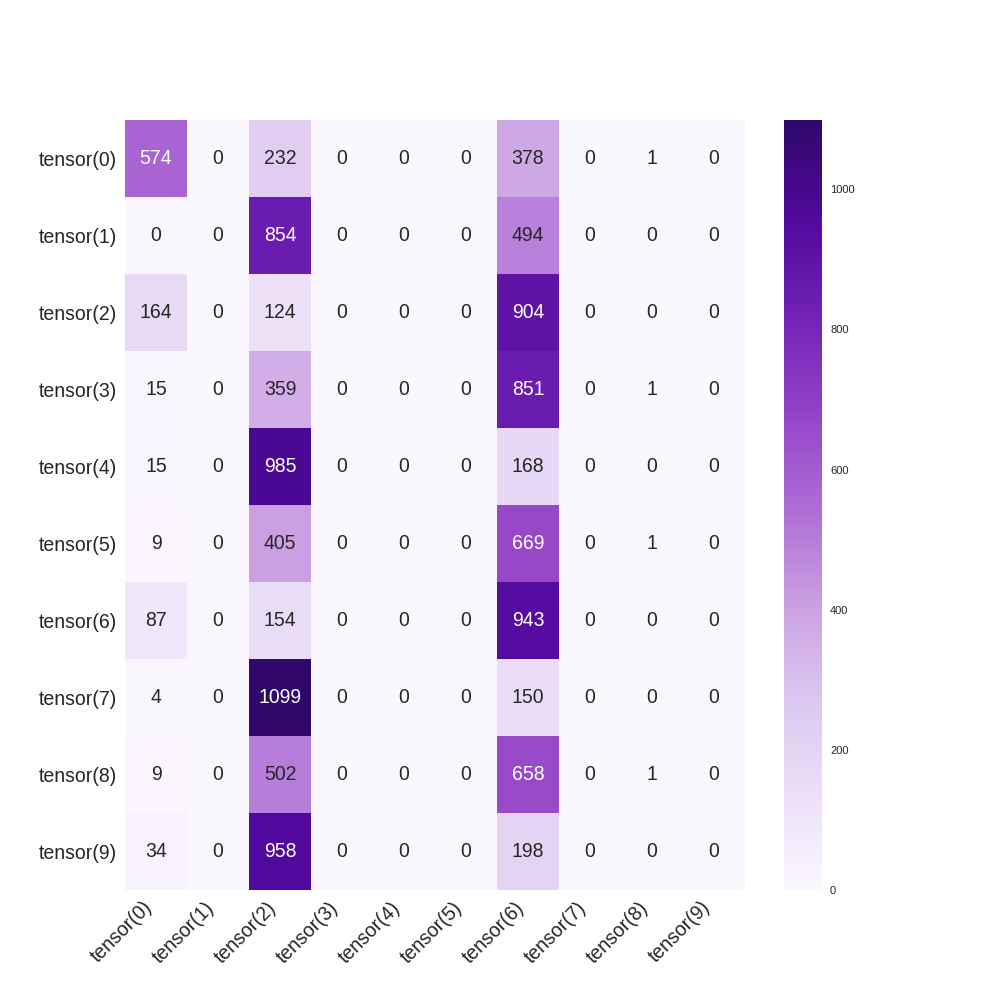 tensor(0) 574 0 232 0 0 0 378 0 1 0
tensor(1) 0 0 854 0 0 0 494 0 0 0
tensor(2) 164 0 124 0 0 0 904 0 0 0
tensor(3) 15 0 359 0 0 0 851 0 1 0
tensor(4) 15 0 985 0 0 0 168 0 0 0
tensor(5) 9 0 405 0 0 0 669 0 1 0
tensor(6) 87 0 154 0 0 0 943 0 0 0
tensor(7) 4 0 1099 0 0 0 150 0 0 0
tensor(8) 9 0 502 0 0 0 658 0 1 0
tensor(9) 34 0 958 0 0 0 198 0 0 0
tensor(0) tensor(1) tensor(2) tensor(3) tensor(4) tensor(5) tensor(6) tensor(7) tensor(8) tensor(9)
1000
800
600
400
200
0